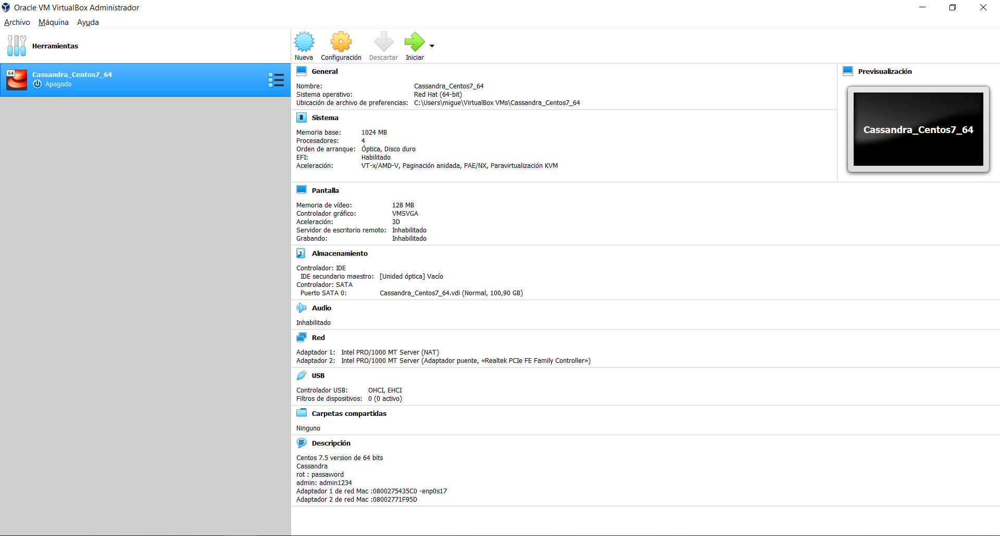 Oracle VM VirtualBox Administrador
Archivo Máquina Ayuda
Herramientas
64
Cassandra_Centos7_64
Apagada
Nueva Configuración Descartar Iniciar
General
Nombre: Cassandra_Centos7_64
Sistema operativo: Red Hat (64-bit)
Ubicación de archivo de preferencias: C:\Users\migue\VirtualBox VMs\Cassandra_Centos7_64
Previsualización
Cassandra_Centos7_64
Sistema
Memoria base: 1024 MB
Procesadores: 4
Orden de arranque: Óptica, Disco duro
EFI: Habilitado
Aceleración: VT-x/AMD-V, Paginación anidada, PAE/NX, Paravirtualización KVM
Pantalla
Memoria de vídeo: 128 MB
Controlador gráfico: VMSVGA
Aceleración: 3D
Servidor de escritorio remoto: Inhabilitado
Grabando: Inhabilitado
Almacenamiento
Controlador: IDE
IDE secundario maestro: [Unidad óptica] Vacío
Controlador: SATA
Puerto SATA 0: Cassandra_Centos7_64.vdi (Normal, 100,90 GB)
Audio
Inhabilitado
Red
Adaptador 1: Intel PRO/1000 MT Server (NAT)
Adaptador 2: Intel PRO/1000 MT Server (Adaptador puente, «Realtek PCIe FE Family Controller»)
USB
Controlador USB: OHCI, EHCI
Filtros de dispositivos: 0 (0 activo)
Carpetas compartidas
Ninguno
Descripción
Centos 7.5 version de 64 bits
Cassandra
rot : passaword
admin: admin1234
Adaptador 1 de red Mac :0800275435C0 -enp0s17
Adaptador 2 de red Mac :08002771F95D